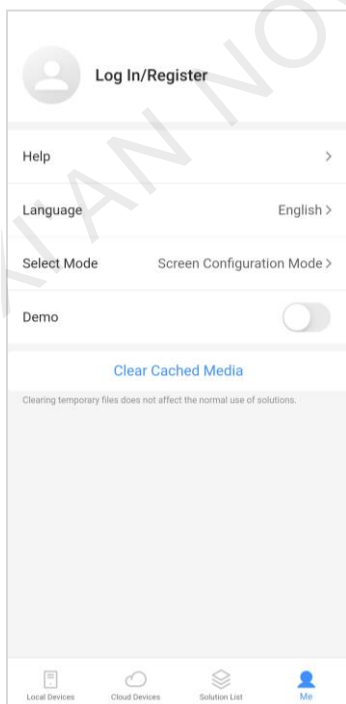 Log In/Register
Help
Language English
Select Mode Screen Configuration Mode
Demo
Clear Cached Media
Clearing temporary files does not affect the normal use of solutions.
Local Devices Cloud Devices Solution List Me